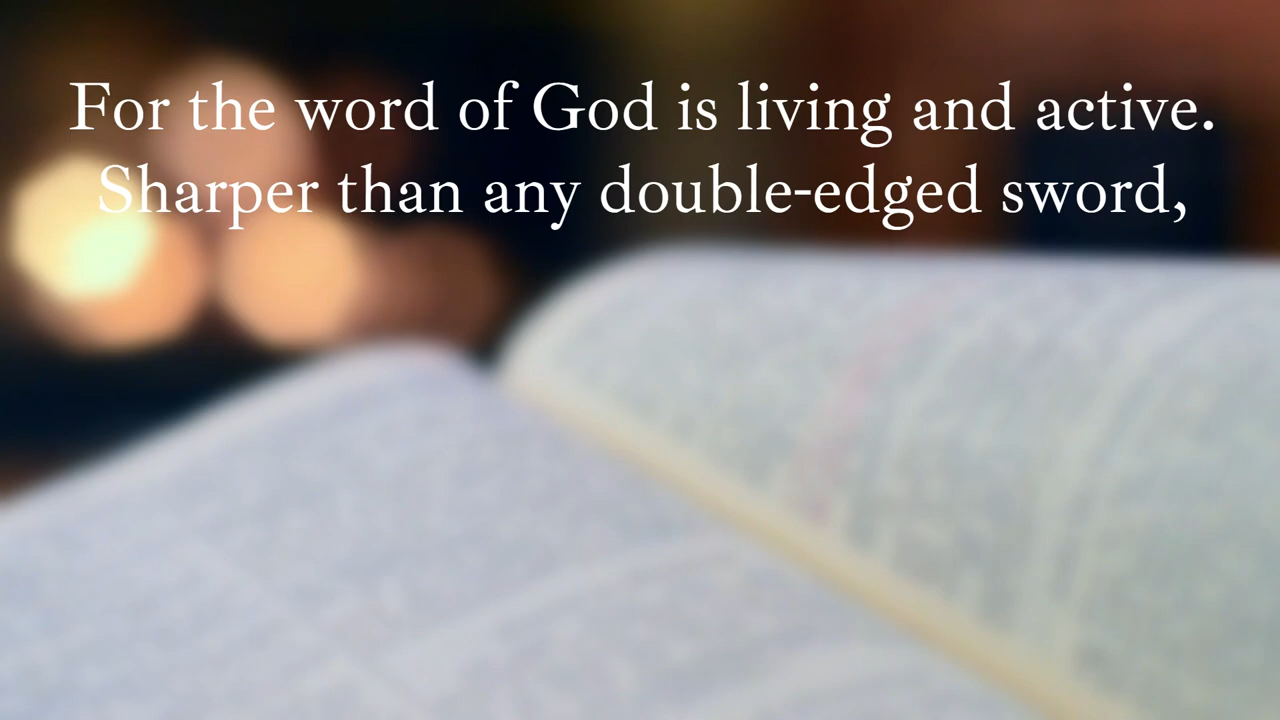 For the word of God is living and active.
Sharper than any double-edged sword,